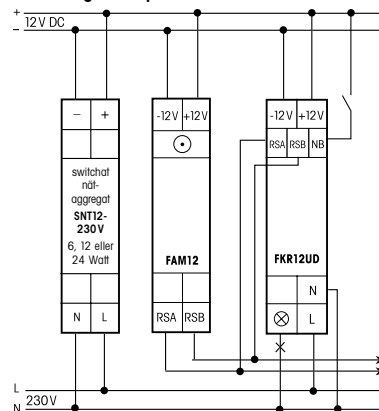 +
12V DC
−
− +
-12V +12V
-12V +12V
RSA RSB NB
switchat
nät-
aggregat
SNT12-
230V
6, 12 eller
24 Watt
FAM12
FKR12UD
N
N L
RSA RSB
L
L
230V
N